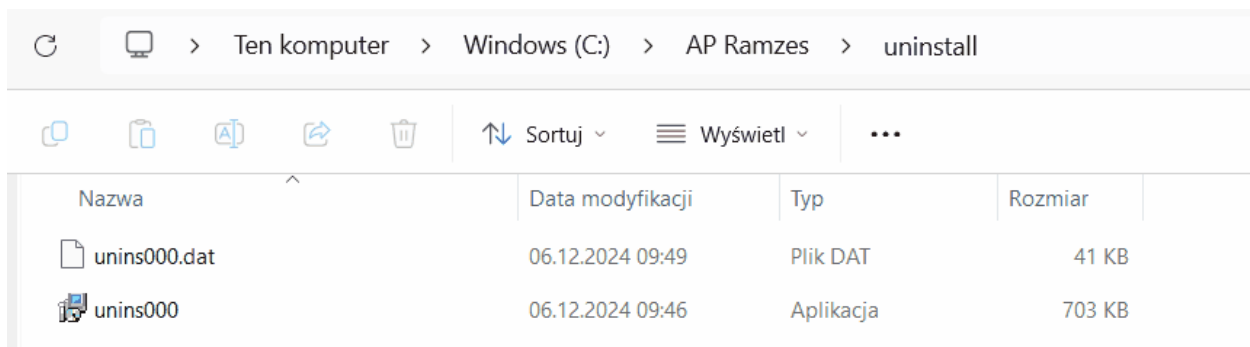 Ten komputer > Windows (C:) > AP Ramzes > uninstall
Sortuj Wyświetl ...
Nazwa Data modyfikacji Typ Rozmiar
unins000.dat 06.12.2024 09:49 Plik DAT 41 KB
unins000 06.12.2024 09:46 Aplikacja 703 KB